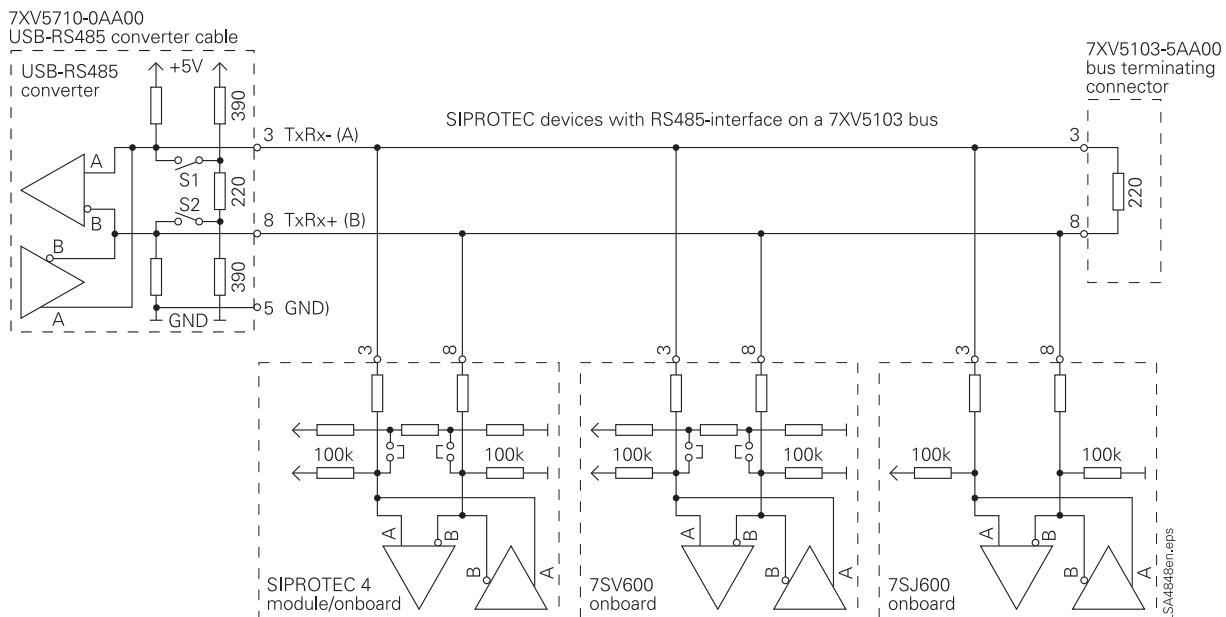 7XV5710-0AA00
USB-RS485 converter cable
USB-RS485
converter
+5V
390
3 TxRx- (A)
A
S1
220
S2
B
8 TxRx+ (B)
B
390
A
GND
5 GND)
SIPROTEC devices with RS485-interface on a 7XV5103 bus
7XV5103-5AA00
bus terminating
connector
3
220
8
3
8
100k
100k
A
B
B
A
SIPROTEC 4
module/onboard
3
8
100k
100k
A
B
B
A
7SV600
onboard
3
8
100k
100k
A
B
B
A
7SJ600
onboard
LSA4848en.eps